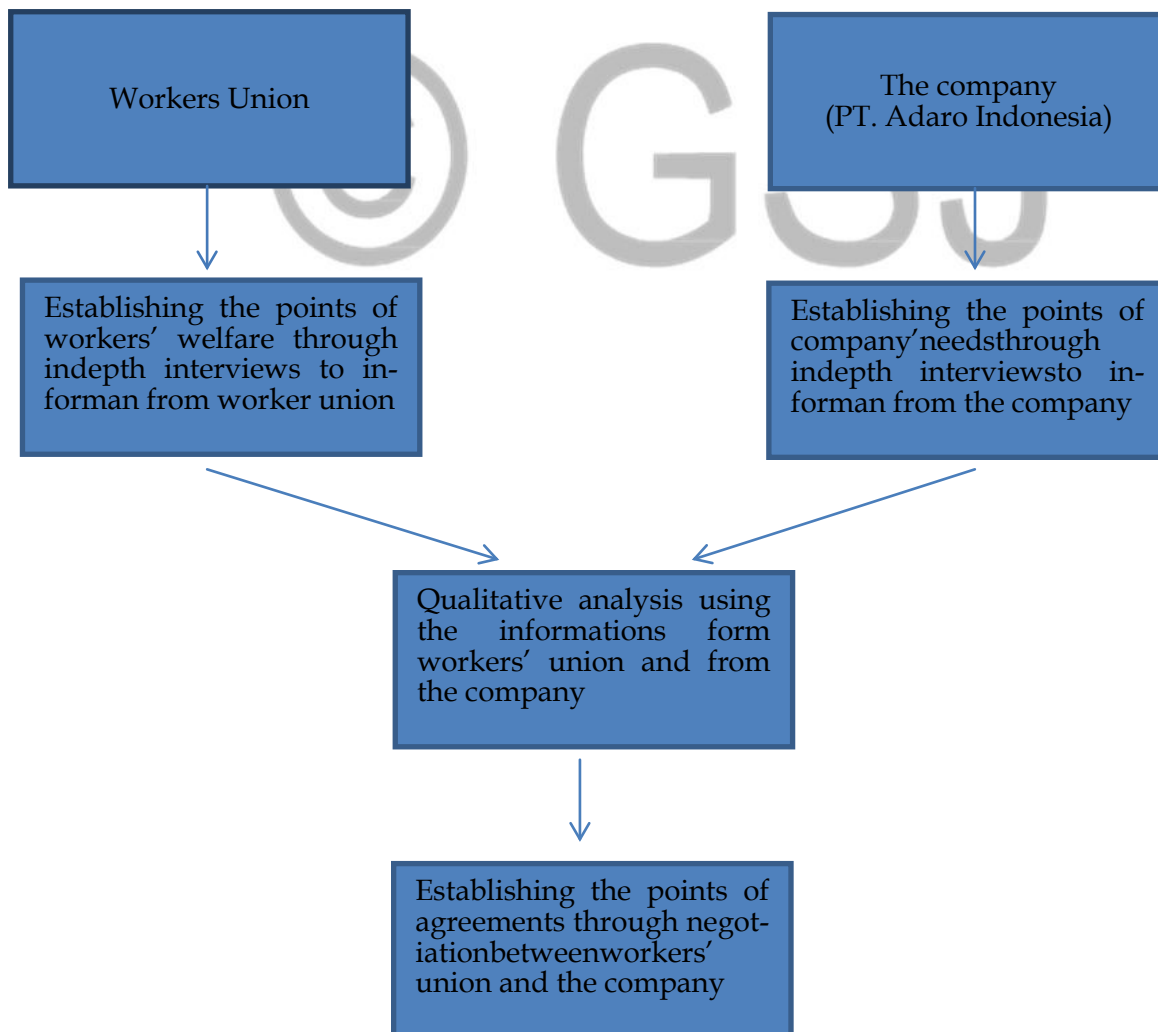 © GSJ
Workers Union
The company
(PT. Adaro Indonesia)
Establishing the points of
workers’ welfare through
indepth interviews to in-
forman from worker union
Establishing the points of
company’needsthrough
indepth interviewsto in-
forman from the company
Qualitative analysis using
the informations form
workers’ union and from
the company
Establishing the points of
agreements through negot-
iationbetweenworkers’
union and the company